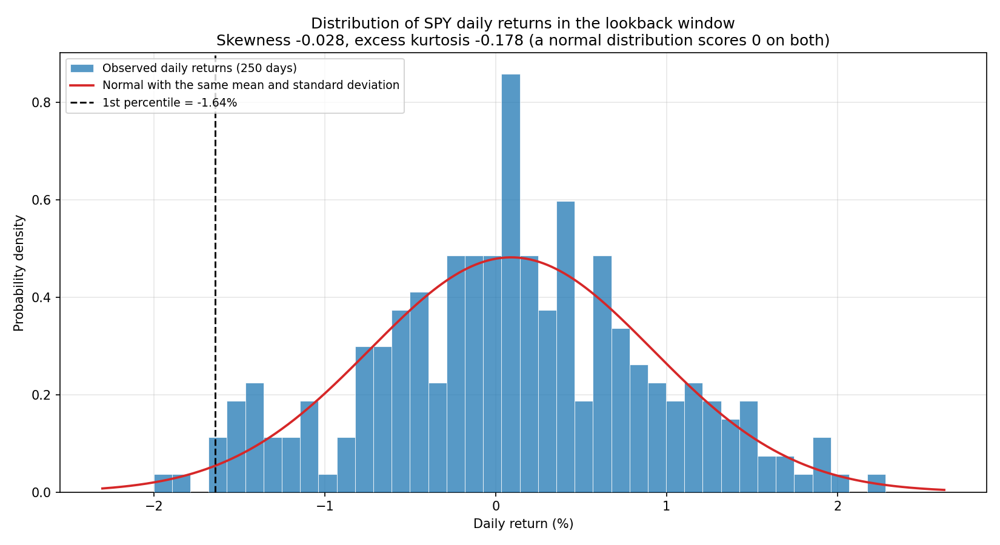 Distribution of SPY daily returns in the lookback window
Skewness -0.028, excess kurtosis -0.178 (a normal distribution scores 0 on both)
Observed daily returns (250 days)
Normal with the same mean and standard deviation
1st percentile = -1.64%
Probability density
0.8
0.6
0.4
0.2
0.0
−2
−1
0
1
2
Daily return (%)